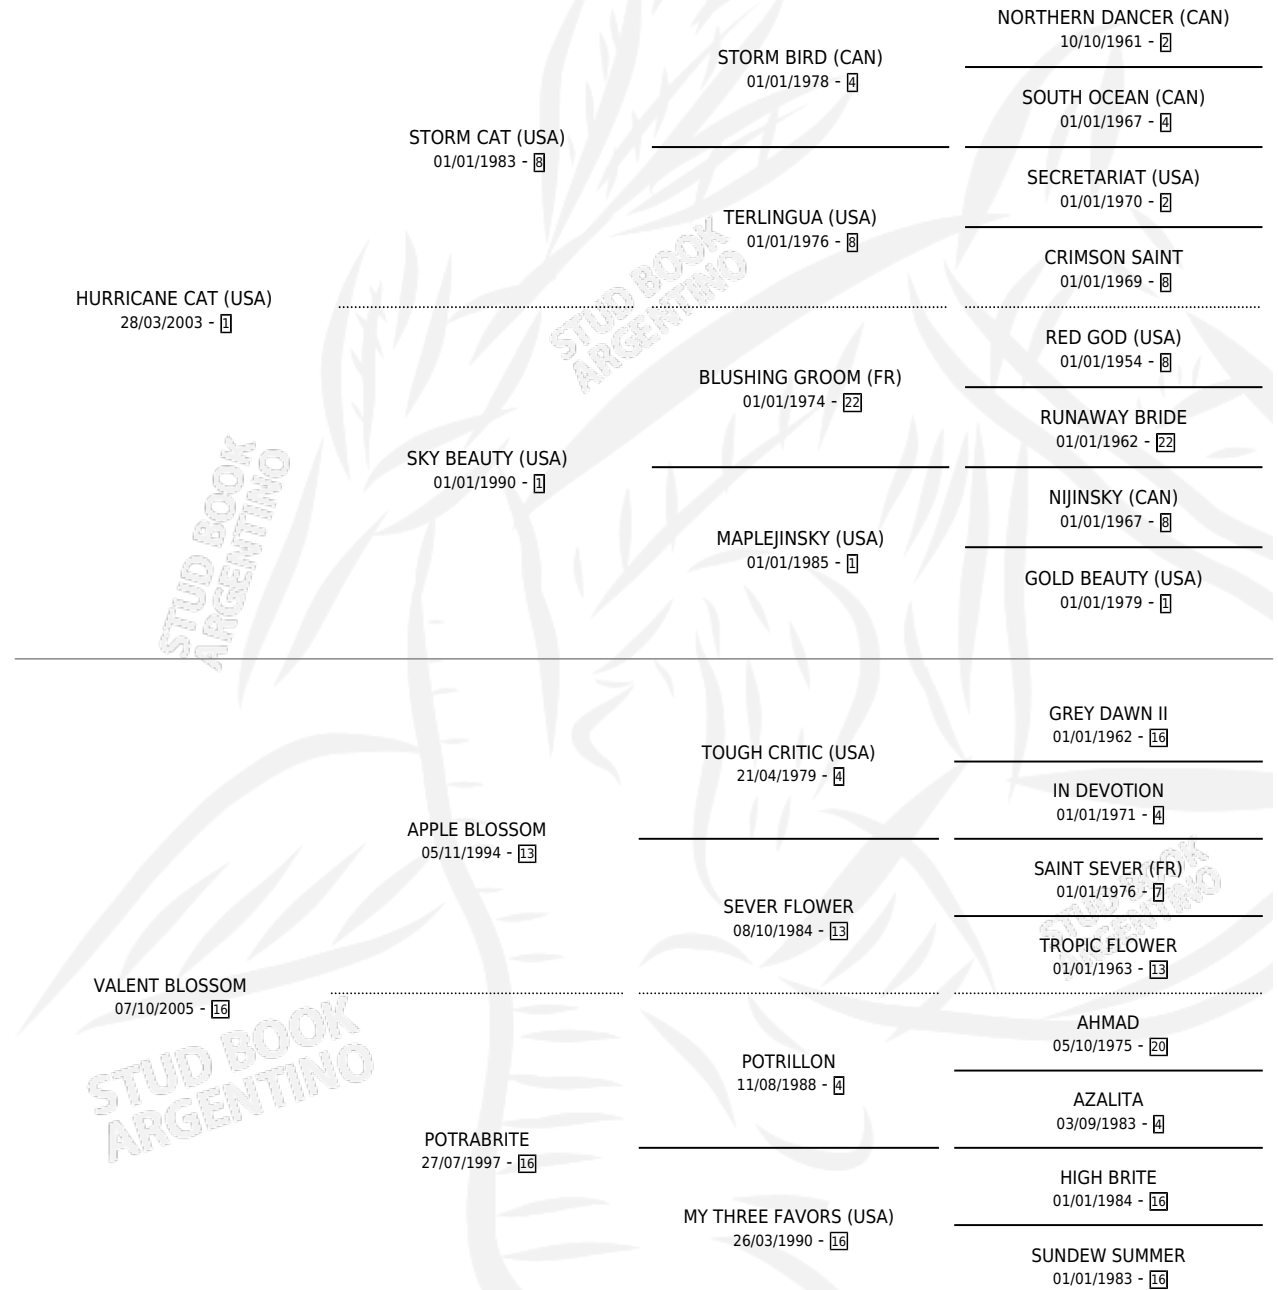 NORTHERN DANCER (CAN)
10/10/1961 - 2
STORM BIRD (CAN)
01/01/1978 - 4
SOUTH OCEAN (CAN)
01/01/1967 - 4
STORM CAT (USA)
01/01/1983 - 8
SECRETARIAT (USA)
01/01/1970 - 2
TERLINGUA (USA)
01/01/1976 - 8
CRIMSON SAINT
01/01/1969 - 8
HURRICANE CAT (USA)
28/03/2003 - 1
RED GOD (USA)
01/01/1954 - 8
BLUSHING GROOM (FR)
01/01/1974 - 22
RUNAWAY BRIDE
01/01/1962 - 22
SKY BEAUTY (USA)
01/01/1990 - 1
NIJINSKY (CAN)
01/01/1967 - 8
MAPLEJINSKY (USA)
01/01/1985 - 1
GOLD BEAUTY (USA)
01/01/1979 - 1
GREY DAWN II
01/01/1962 - 16
TOUGH CRITIC (USA)
21/04/1979 - 4
IN DEVOTION
01/01/1971 - 4
APPLE BLOSSOM
05/11/1994 - 13
SAINT SEVER (FR)
01/01/1976 - 7
SEVER FLOWER
08/10/1984 - 13
TROPIC FLOWER
01/01/1963 - 13
VALENT BLOSSOM
07/10/2005 - 16
AHMAD
05/10/1975 - 20
POTRILLON
11/08/1988 - 4
AZALITA
03/09/1983 - 4
POTRABRITE
27/07/1997 - 16
HIGH BRITE
01/01/1984 - 16
MY THREE FAVORS (USA)
26/03/1990 - 16
SUNDEW SUMMER
01/01/1983 - 16
STUD BOOK
ARGENTINO
STUD BOOK
ARGENTINO
STUD BOOK
ARGENTINO
STUD BOOK
ARGENTINO